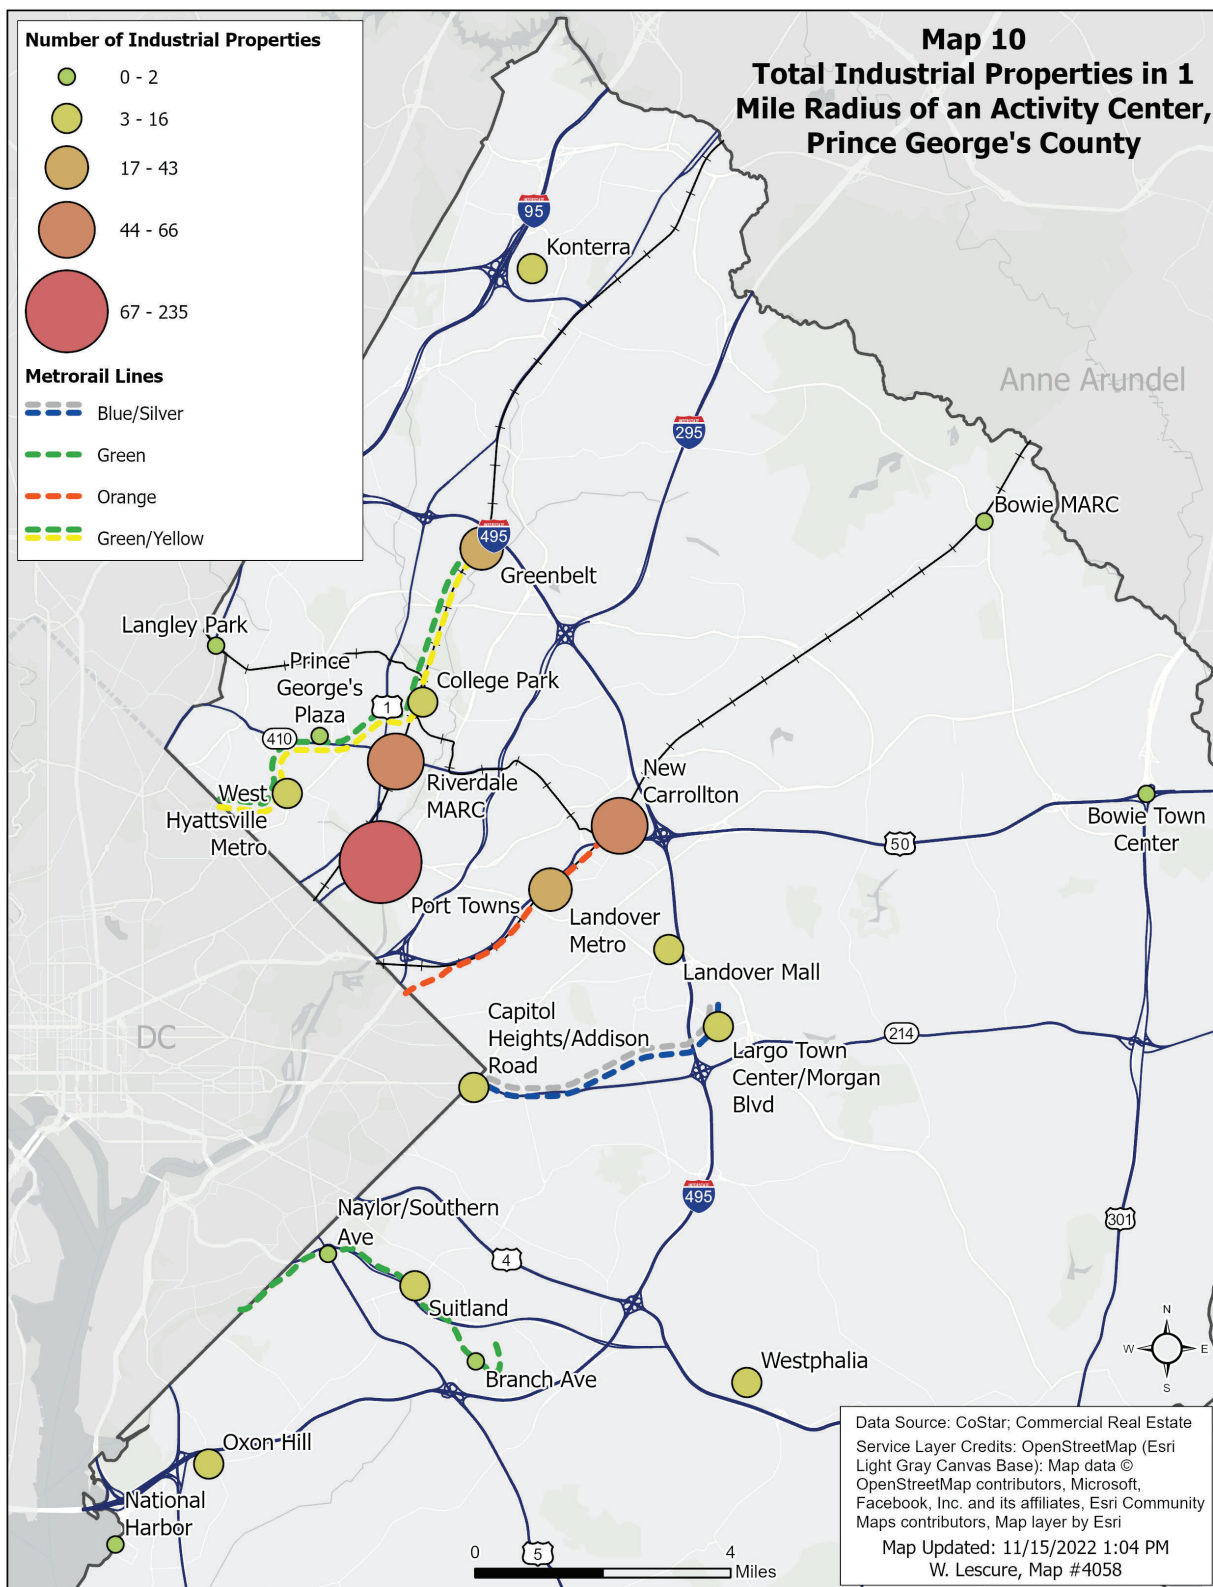 Number of Industrial Properties
0 - 2
3 - 16
17 - 43
44 - 66
67 - 235
Metrorail Lines
Blue/Silver
Green
Orange
Green/Yellow
Map 10
Total Industrial Properties in 1
Mile Radius of an Activity Center,
Prince George's County
95
Konterra
Anne Arundel
295
Bowie MARC
495
Greenbelt
Langley Park
Prince
George's
Plaza
College Park
1
410
Riverdale
MARC
West
Hyattsville
Metro
New
Carrollton
Bowie Town
Center
50
Port Towns
Landover
Metro
Landover Mall
Capitol
Heights/Addison
Road
DC
214
Largo Town
Center/Morgan
Blvd
495
Naylor/Southern
Ave
301
4
Suitland
Branch Ave
Westphalia
N
W
E
S
Oxon Hill
National
Harbor
5
0
4
Miles
Data Source: CoStar; Commercial Real Estate
Service Layer Credits: OpenStreetMap (Esri
Light Gray Canvas Base): Map data ©
OpenStreetMap contributors, Microsoft,
Facebook, Inc. and its affiliates, Esri Community
Maps contributors, Map layer by Esri
Map Updated: 11/15/2022 1:04 PM
W. Lescure, Map #4058